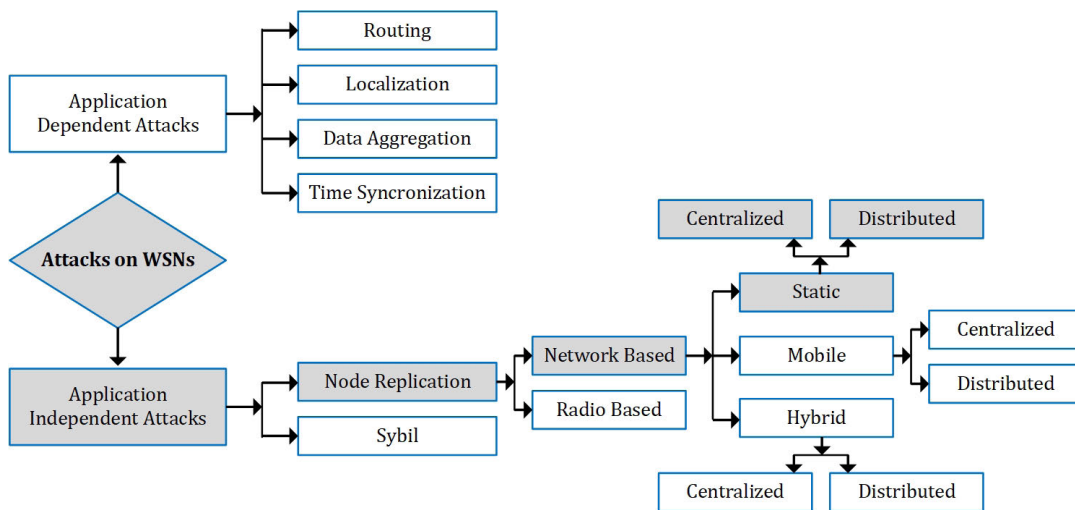 Routing
Localization
Application
Dependent Attacks
Data Aggregation
Time Syncronization
Attacks on WSNs
Centralized
Distributed
Static
Centralized
Network Based
Mobile
Application
Independent Attacks
Node Replication
Distributed
Sybil
Radio Based
Hybrid
Centralized
Distributed